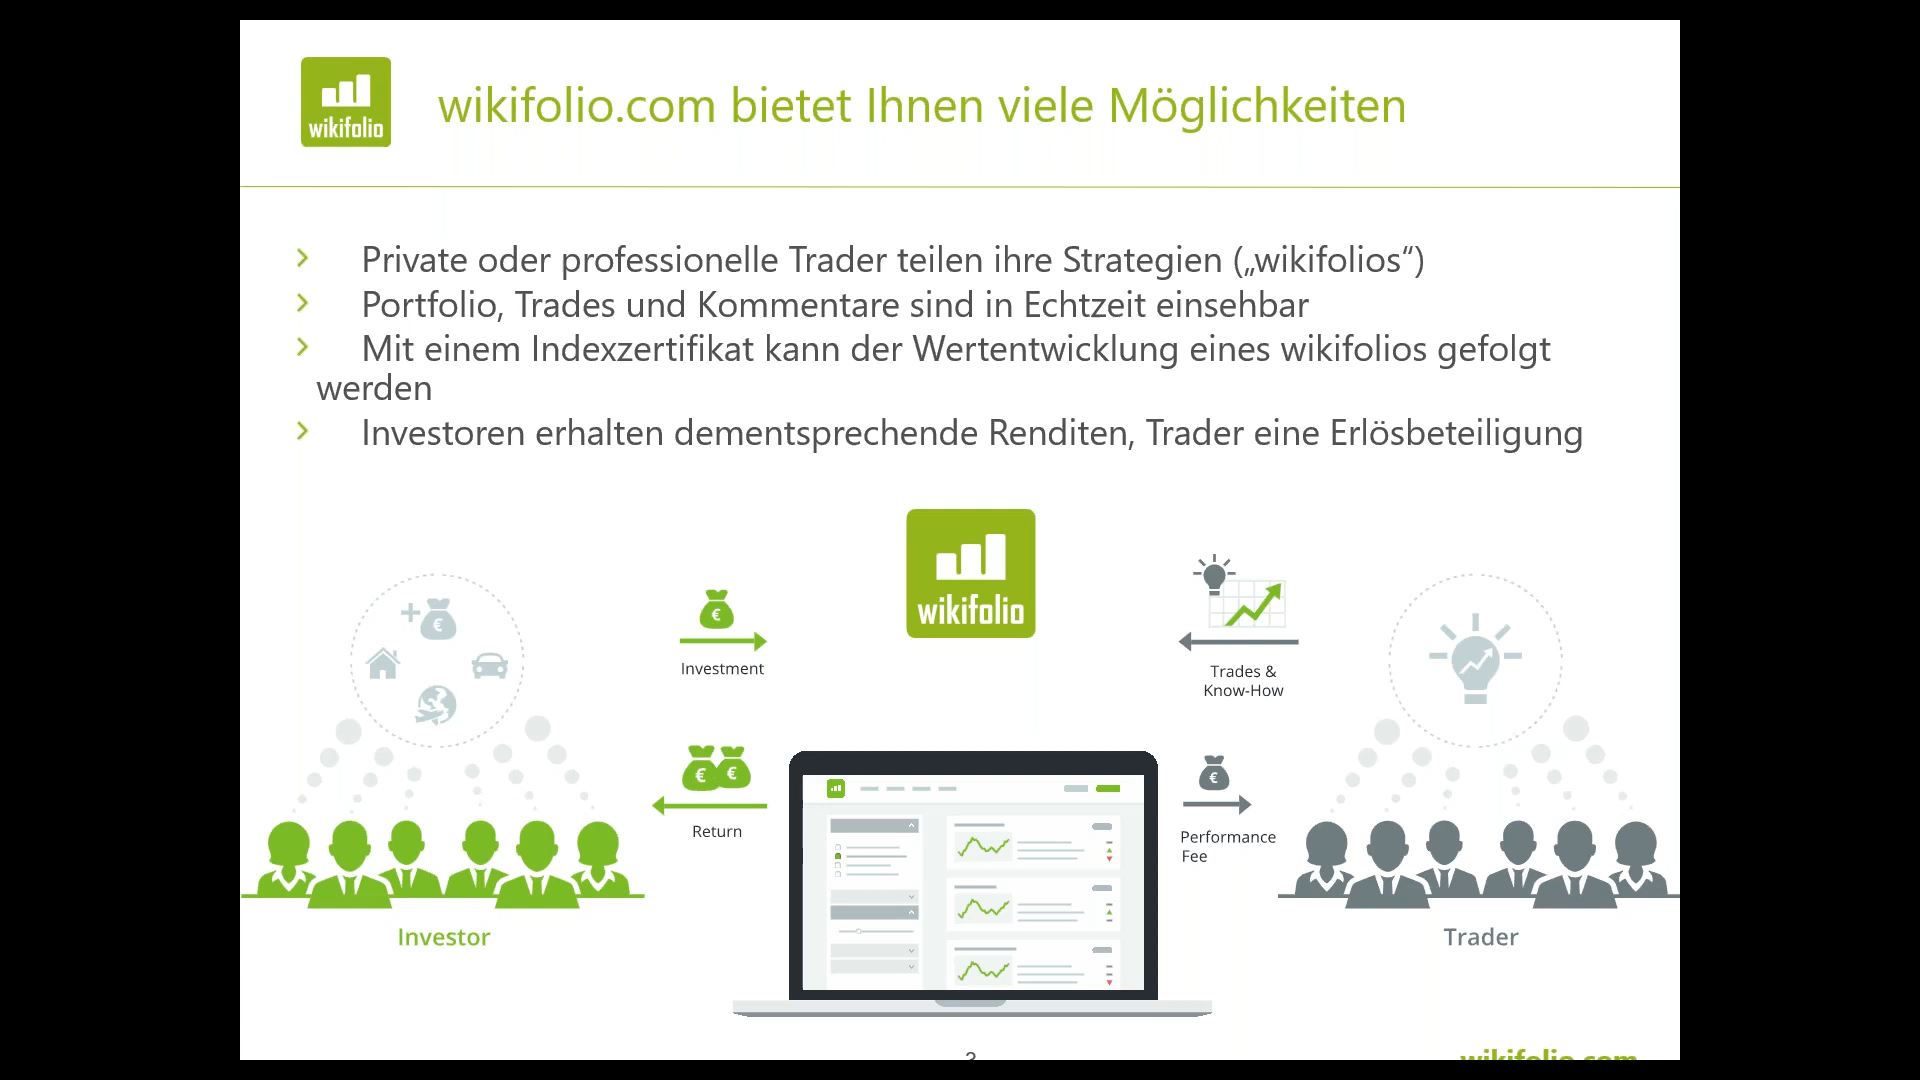 wikifolio
wikifolio.com bietet Ihnen viele Möglichkeiten
Private oder professionelle Trader teilen ihre Strategien („wikifolios“)
Portfolio, Trades und Kommentare sind in Echtzeit einsehbar
Mit einem Indexzertifikat kann der Wertentwicklung eines wikifolios gefolgt
werden
Investoren erhalten dementsprechende Renditen, Trader eine Erlösbeteiligung
wikifolio
Investment
Trades &
Know-How
Return
Performance
Fee
Investor
Trader
3
wikifolio.com